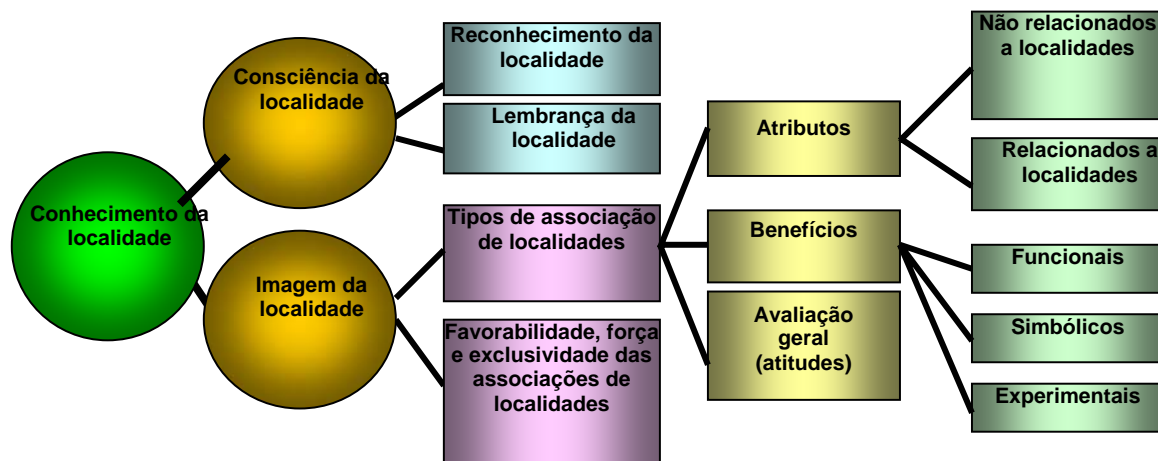 Conhecimento da
localidade
Consciência da
localidade
Imagem da
localidade
Reconhecimento da
localidade
Lembrança da
localidade
Tipos de associação
de localidades
Favorabilidade, força
e exclusividade das
associações de
localidades
Atributos
Benefícios
Avaliação
geral
(atitudes)
Não relacionados
a localidades
Relacionados a
localidades
Funcionais
Simbólicos
Experimentais